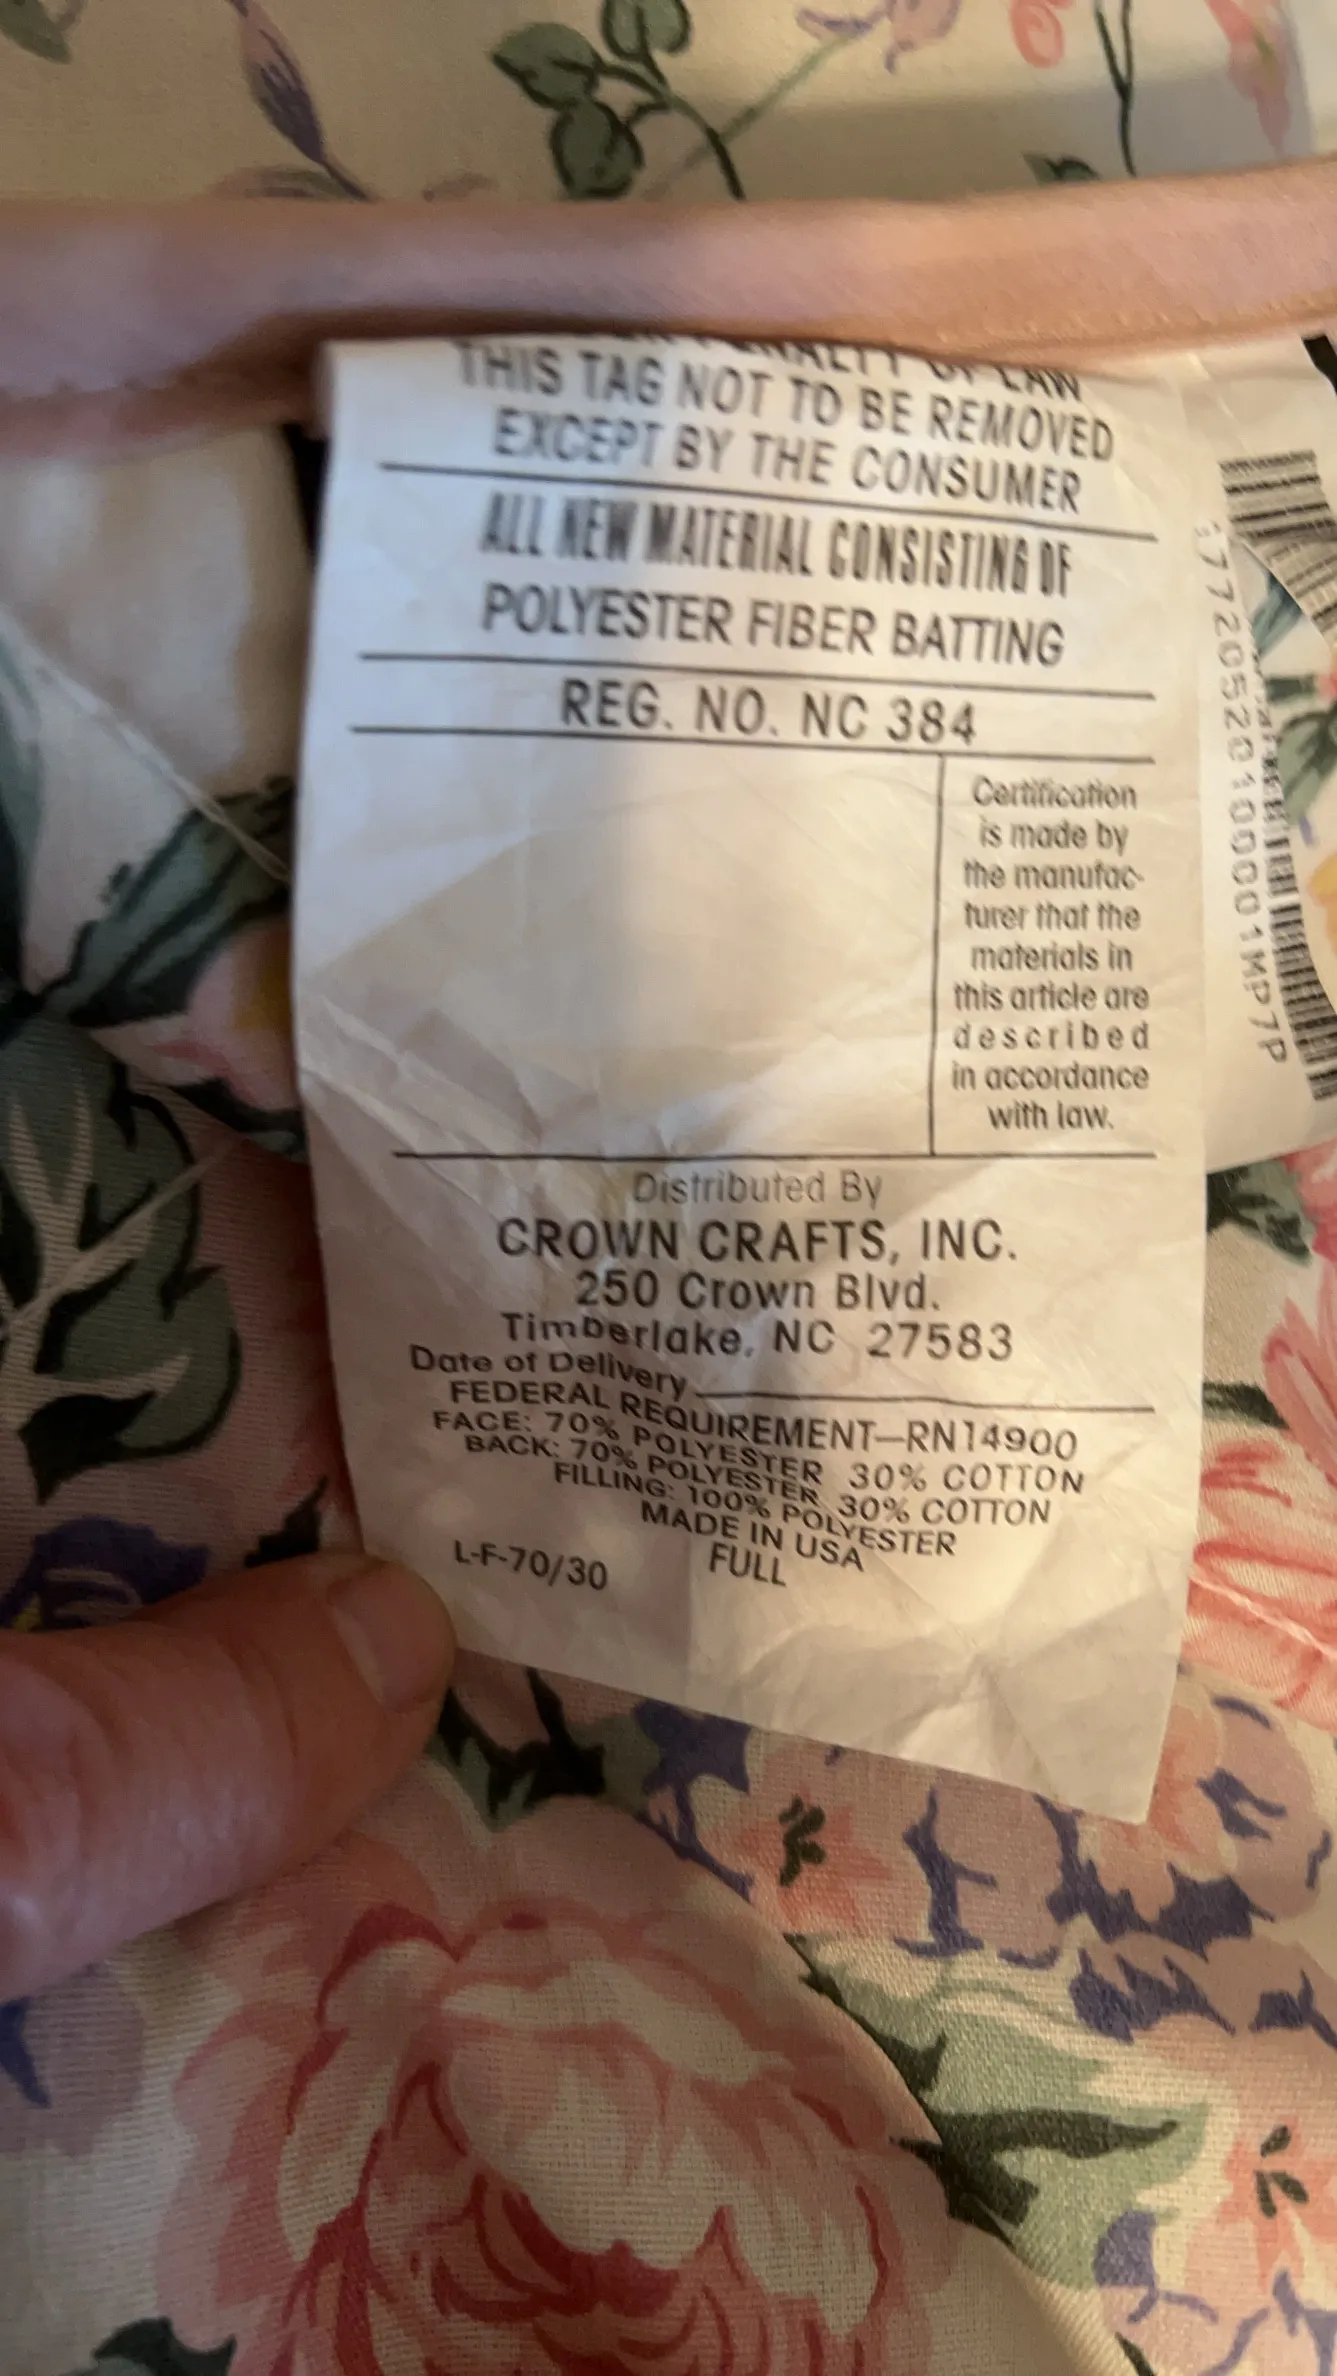 PENALTY OF LAW
THIS TAG NOT TO BE REMOVED
EXCEPT BY THE CONSUMER
ALL NEW MATERIAL CONSISTING OF
POLYESTER FIBER BATTING
REG. NO. NC 384
Certification
is made by
the manufac-
turer that the
materials in
this article are
described
in accordance
with law.
Distributed By
CROWN CRAFTS, INC.
250 Crown Blvd.
Timberlake, NC 27583
Date of Delivery
FEDERAL REQUIREMENT—RN14900
FACE: 70% POLYESTER 30% COTTON
BACK: 70% POLYESTER 30% COTTON
FILLING: 100% POLYESTER
MADE IN USA
L-F-70/30 FULL